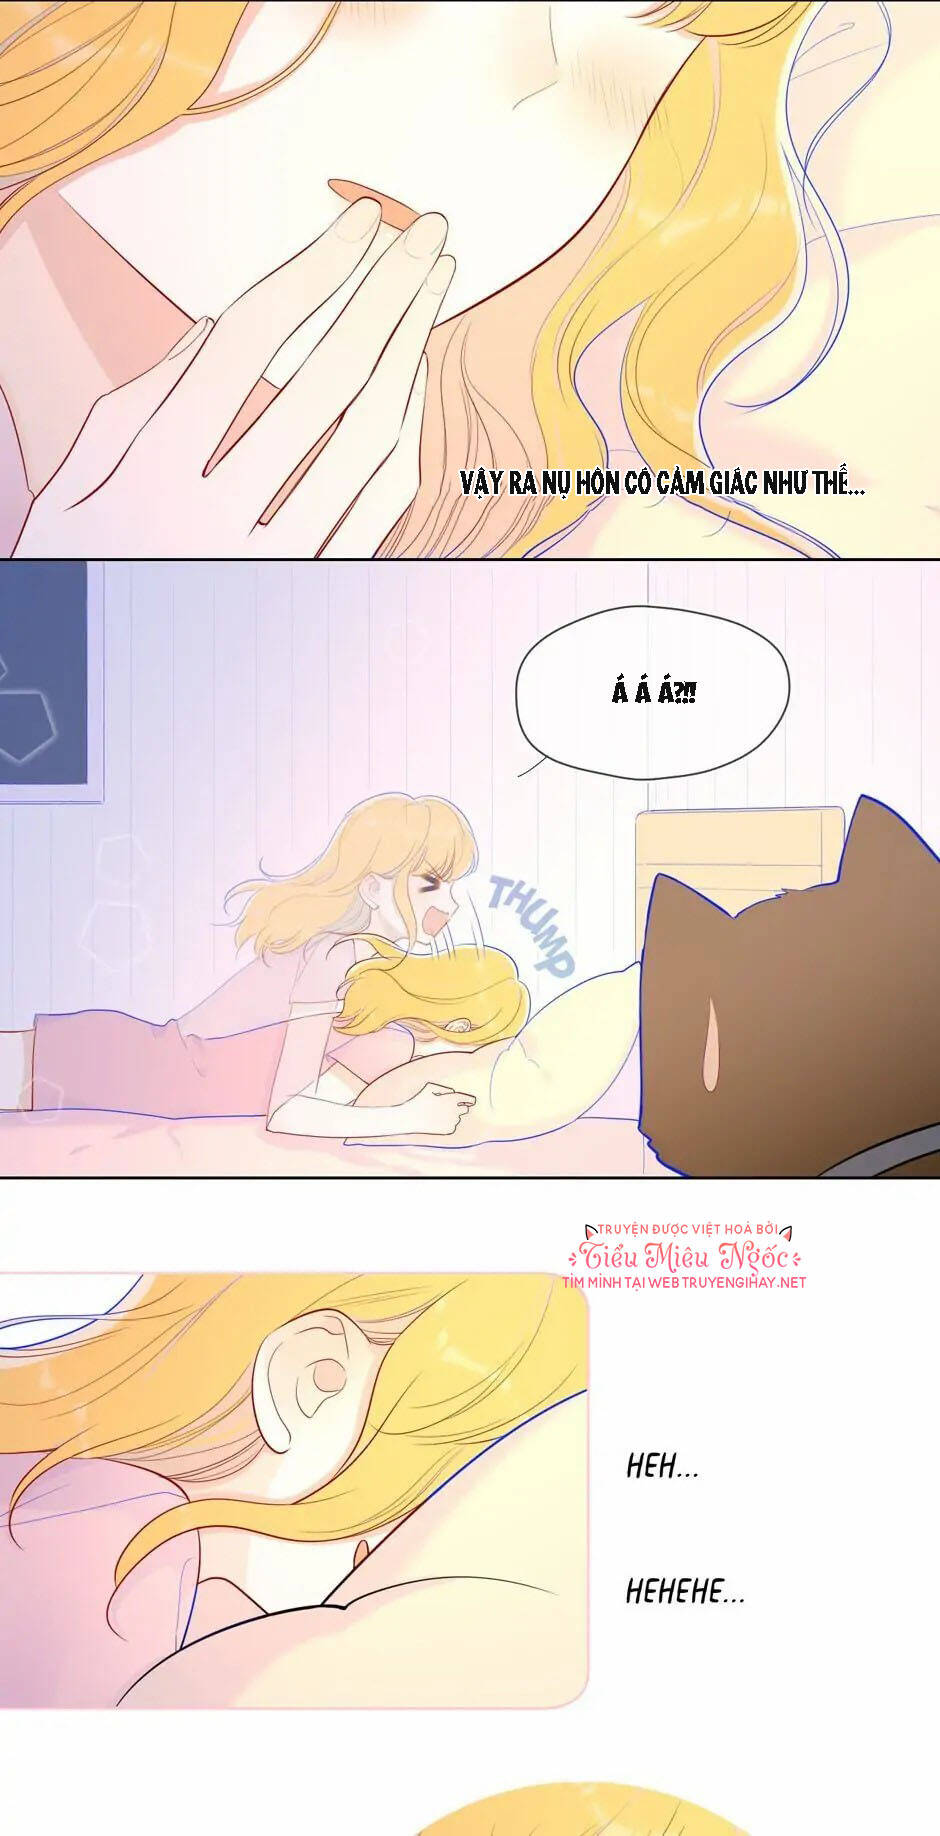 VẬY RA NỤ HÔN CÓ CẢM GIÁC NHƯ THẾ...
Á Á Á?!!
THUMP
TRUYỆN ĐƯỢC VIỆT HOÁ BỞI
Tiểu Miêu Ngốc
TÌM MÌNH TẠI WEB TRUYENGIHAY.NET
HEH...
HEHEHE...